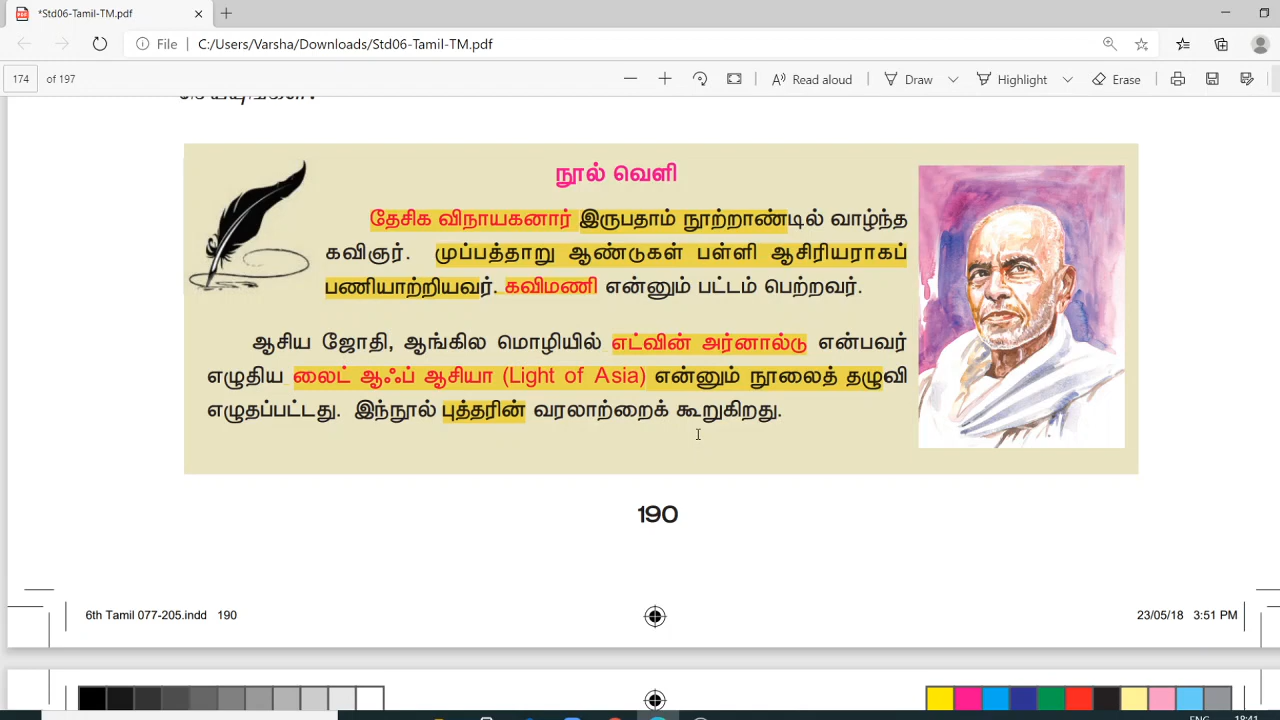 *Std06-Tamil-TM.pdf
File C:/Users/Varsha/Downloads/Std06-Tamil-TM.pdf
174 of 197 Read aloud Draw Highlight Erase
நூல் வெளி
தேசிக விநாயகனார் இருபதாம் நூற்றாண்டில் வாழ்ந்த
கவிஞர். முப்பத்தாறு ஆண்டுகள் பள்ளி ஆசிரியராகப்
பணியாற்றியவர். கவிமணி என்னும் பட்டம் பெற்றவர்.
ஆசிய ஜோதி, ஆங்கில மொழியில் எட்வின் அர்னால்டு என்பவர்
எழுதிய லைட் ஆஃப் ஆசியா (Light of Asia) என்னும் நூலைத் தழுவி
எழுதப்பட்டது. இந்நூல் புத்தரின் வரலாற்றைக் கூறுகிறது.
190
6th Tamil 077-205.indd 190 23/05/18 3:51 PM